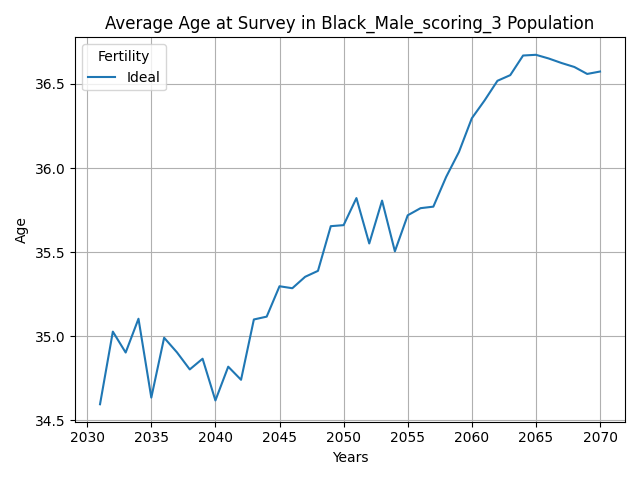 Average Age at Survey in Black_Male_scoring_3 Population
Fertility
Ideal
Age
36.5
36.0
35.5
35.0
34.5
2030 2035 2040 2045 2050 2055 2060 2065 2070
Years